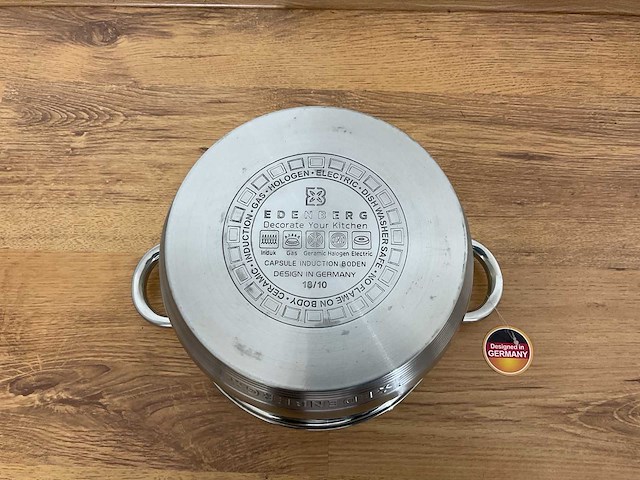 CERAMIC•INDUCTION•GAS•HOLOGEN•ELECTRIC•DISHWASHER SAFE•NO FLAME ON BODY•
EDENBERG
Decorate Your Kitchen
Induk Gas Ceramic Halogen Electric
CAPSULE INDUCTION BODEN
DESIGN IN GERMANY
18/10
Designed in
GERMANY